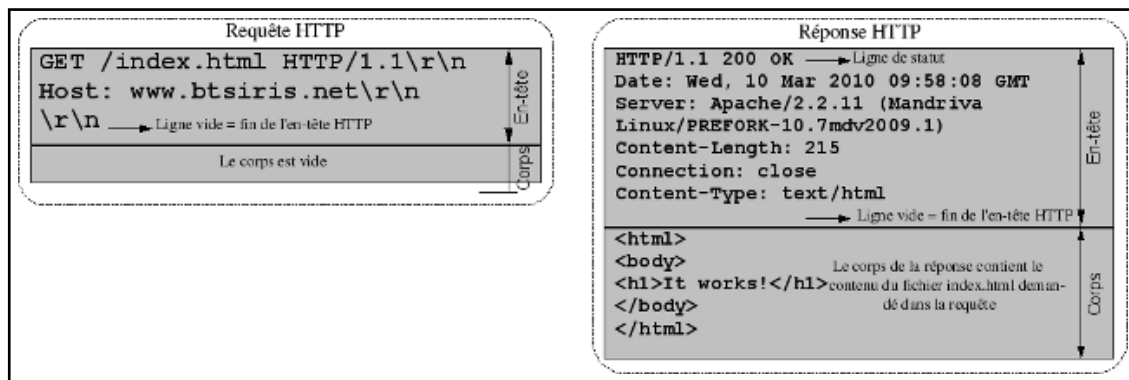 Requête HTTP
GET /index.html HTTP/1.1\r\n
Host: www.btsiris.net\r\n
\r\n
Ligne vide = fin de l'en-tête HTTP
En-tête
Le corps est vide
Corps
Réponse HTTP
HTTP/1.1 200 OK
Ligne de statut
Date: Wed, 10 Mar 2010 09:58:08 GMT
Server: Apache/2.2.11 (Mandriva
Linux/PREFORK-10.7mdv2009.1)
Content-Length: 215
Connection: close
Content-Type: text/html
Ligne vide = fin de l'en-tête HTTP
En-tête
<html>
<body>
<h1>It works!</h1>
</body>
</html>
Le corps de la réponse contient le
contenu du fichier index.html deman-
dé dans la requête
Corps